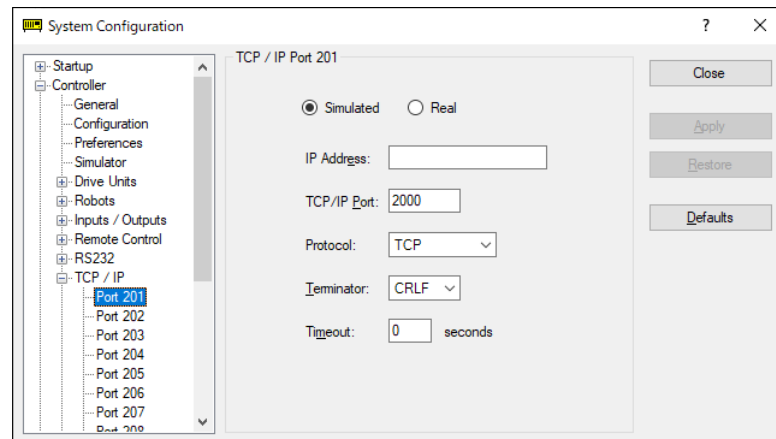 System Configuration
?
Startup
Controller
General
Configuration
Preferences
Simulator
Drive Units
Robots
Inputs / Outputs
Remote Control
RS232
TCP / IP
Port 201
Port 202
Port 203
Port 204
Port 205
Port 206
Port 207
Port 208
TCP / IP Port 201
Simulated
Real
IP Address:
TCP/IP Port: 2000
Protocol: TCP
Terminator: CRLF
Timeout: 0 seconds
Close
Apply
Restore
Defaults